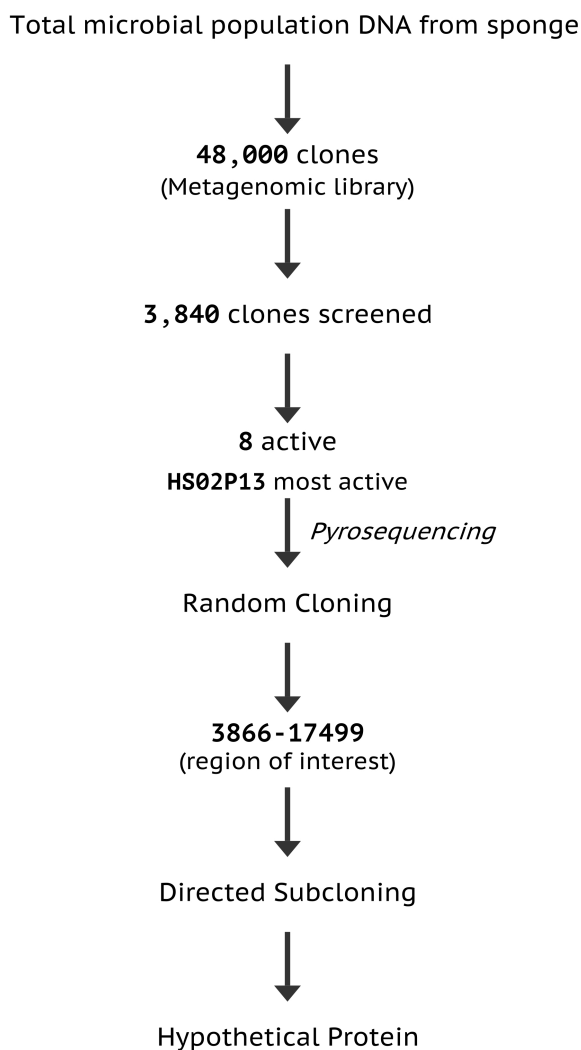 Total microbial population DNA from sponge
48,000 clones
(Metagenomic library)
3,840 clones screened
8 active
HS02P13 most active
Pyrosequencing
Random Cloning
3866-17499
(region of interest)
Directed Subcloning
Hypothetical Protein